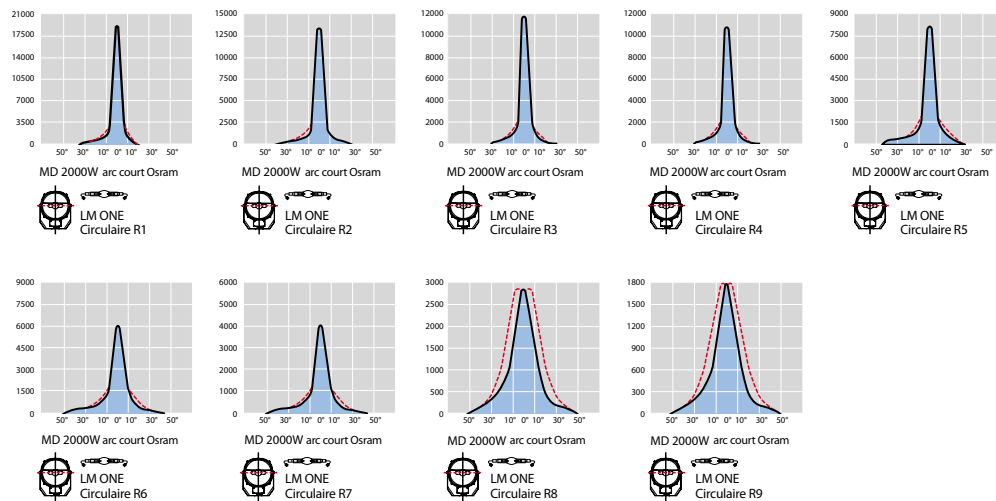 21000
17500
14000
10500
7000
3500
0
50° 30° 10° 0° 10° 30° 50°
MD 2000W arc court Osram
LM ONE
Circulaire R1
15000
12500
10000
7500
5000
2500
0
50° 30° 10° 0° 10° 30° 50°
MD 2000W arc court Osram
LM ONE
Circulaire R2
12000
10000
8000
6000
4000
2000
0
50° 30° 10° 0° 10° 30° 50°
MD 2000W arc court Osram
LM ONE
Circulaire R3
12000
10000
8000
6000
4000
2000
0
50° 30° 10° 0° 10° 30° 50°
MD 2000W arc court Osram
LM ONE
Circulaire R4
9000
7500
6000
4500
3000
1500
0
50° 30° 10° 0° 10° 30° 50°
MD 2000W arc court Osram
LM ONE
Circulaire R5
9000
7500
6000
4500
3000
1500
0
50° 30° 10° 0° 10° 30° 50°
MD 2000W arc court Osram
LM ONE
Circulaire R6
6000
5000
4000
3000
2000
1000
0
50° 30° 10° 0° 10° 30° 50°
MD 2000W arc court Osram
LM ONE
Circulaire R7
3000
2500
2000
1500
1000
500
0
50° 30° 10° 0° 10° 30° 50°
MD 2000W arc court Osram
LM ONE
Circulaire R8
1800
1500
1200
900
600
300
0
50° 30° 10° 0° 10° 30° 50°
MD 2000W arc court Osram
LM ONE
Circulaire R9